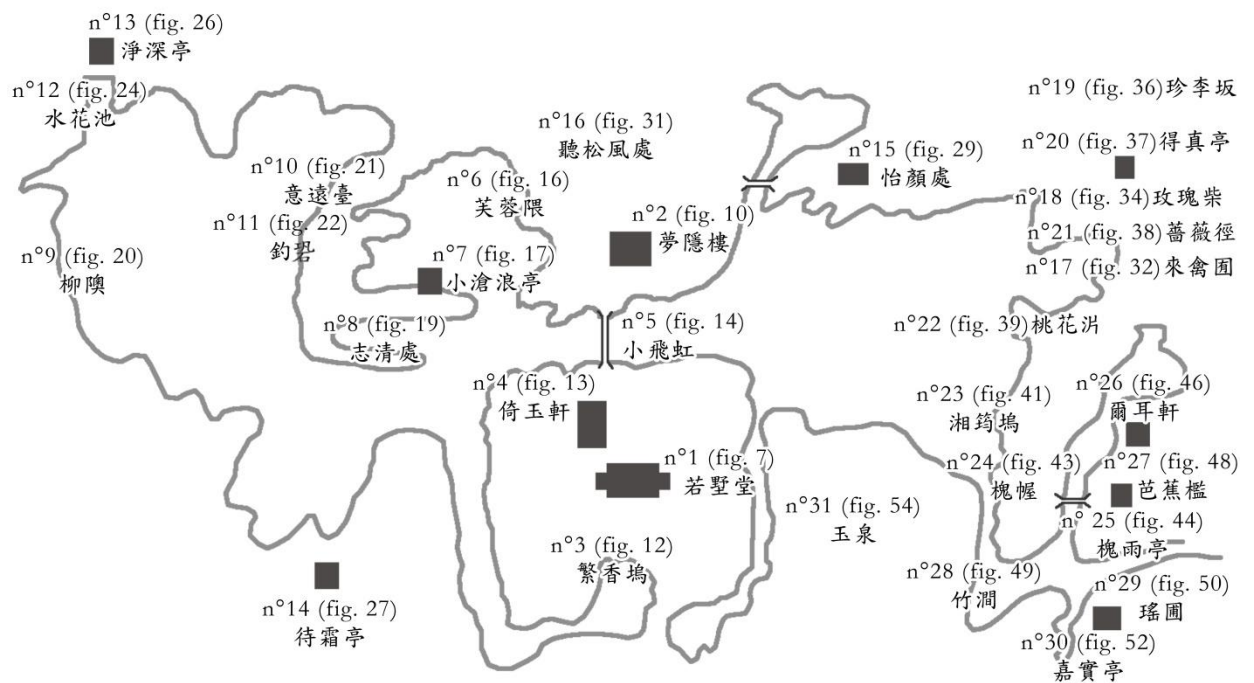 n°13 (fig. 26)
淨深亭
n°12 (fig. 24)
水花池
n°19 (fig. 36)珍李坂
n°16 (fig. 31)
聽松風處
n°20 (fig. 37)得真亭
n°15 (fig. 29)
怡顏處
n°10 (fig. 21)
意遠臺
n°6 (fig. 16)
芙蓉隈
n°18 (fig. 34)玫瑰柴
n°11 (fig. 22)
釣䂬
n°2 (fig. 10)
夢隱樓
n°21 (fig. 38)薔薇徑
n°9 (fig. 20)
柳隩
n°7 (fig. 17)
小滄浪亭
n°17 (fig. 32)來禽囿
n°8 (fig. 19)
志清處
n°5 (fig. 14)
小飛虹
n°22 (fig. 39)桃花沜
n°4 (fig. 13)
倚玉軒
n°23 (fig. 41)
湘筠塢
n°26 (fig. 46)
爾耳軒
n°1 (fig. 7)
若墅堂
n°24 (fig. 43)
槐幄
n°27 (fig. 48)
芭蕉檻
n°31 (fig. 54)
玉泉
n° 25 (fig. 44)
槐雨亭
n°3 (fig. 12)
繁香塢
n°28 (fig. 49)
竹澗
n°29 (fig. 50)
瑤圃
n°14 (fig. 27)
待霜亭
n°30 (fig. 52)
嘉實亭